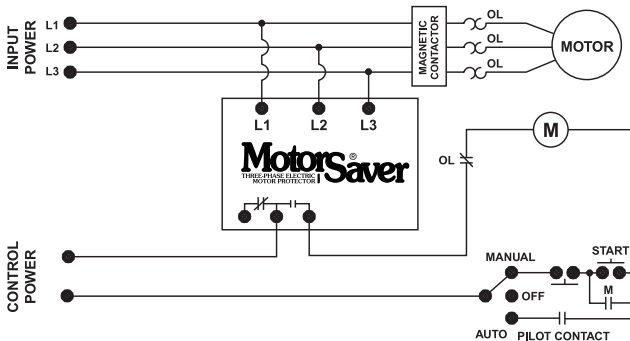 INPUT
POWER
L1
L2
L3
MAGNETIC
CONTACTOR
OL
OL
OL
MOTOR
L1
L2
L3
MotorSaver®
THREE-PHASE ELECTRIC
MOTOR PROTECTOR
OL
M
CONTROL
POWER
MANUAL
OFF
AUTO
START
M
PILOT CONTACT